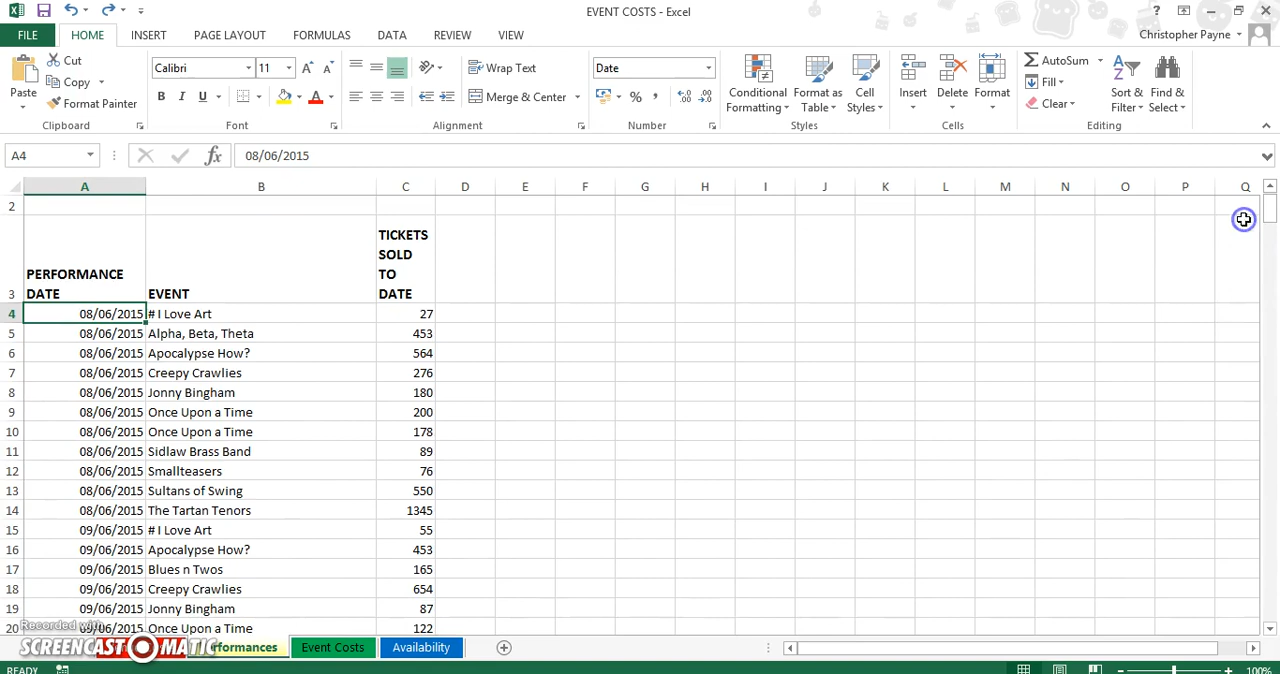 EVENT COSTS - Excel
?
FILE HOME INSERT PAGE LAYOUT FORMULAS DATA REVIEW VIEW Christopher Payne
Paste Cut Copy Format Painter
Clipboard
Calibri 11
B I U A
Font
Wrap Text
Merge & Center
Alignment
Date
% ,
Number
Conditional Formatting Format as Table Cell Styles
Styles
Insert Delete Format
Cells
AutoSum Fill Clear Sort & Filter Find & Select
Editing
A4 fx 08/06/2015
A B C D E F G H I J K L M N O P Q
2
3 PERFORMANCE DATE EVENT TICKETS SOLD TO DATE
4 08/06/2015 # I Love Art 27
5 08/06/2015 Alpha, Beta, Theta 453
6 08/06/2015 Apocalypse How? 564
7 08/06/2015 Creepy Crawlies 276
8 08/06/2015 Jonny Bingham 180
9 08/06/2015 Once Upon a Time 200
10 08/06/2015 Once Upon a Time 178
11 08/06/2015 Sidlaw Brass Band 89
12 08/06/2015 Smallteasers 76
13 08/06/2015 Sultans of Swing 550
14 08/06/2015 The Tartan Tenors 1345
15 09/06/2015 # I Love Art 55
16 09/06/2015 Apocalypse How? 453
17 09/06/2015 Blues n Twos 165
18 09/06/2015 Creepy Crawlies 654
19 09/06/2015 Jonny Bingham 87
20 09/06/2015 Once Upon a Time 122
Recorded with
SCREENCAST-O-MATIC
formances Event Costs Availability
READY 100%